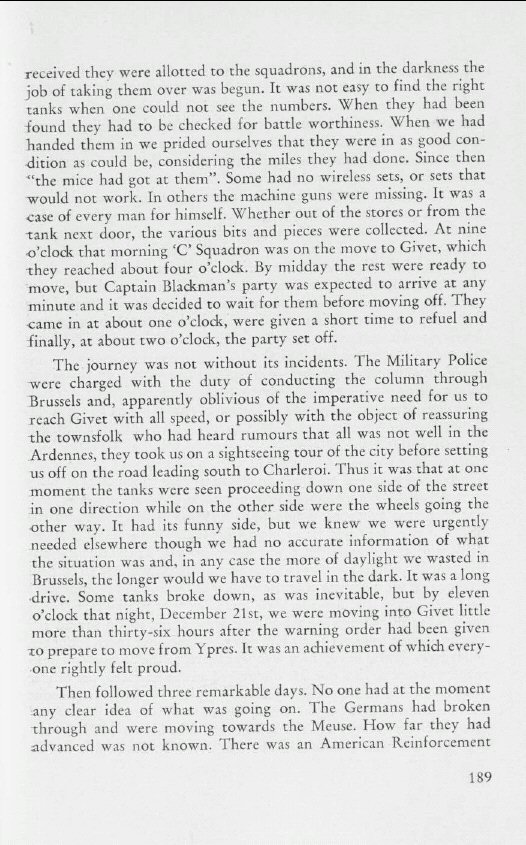 received they were allotted to the squadrons, and in the darkness the
job of taking them over was begun. It was not easy to find the right
tanks when one could not see the numbers. When they had been
found they had to be checked for battle worthiness. When we had
handed them in we prided ourselves that they were in as good con-
dition as could be, considering the miles they had done. Since then
“the mice had got at them”. Some had no wireless sets, or sets that
would not work. In others the machine guns were missing. It was a
case of every man for himself. Whether out of the stores or from the
tank next door, the various bits and pieces were collected. At nine
o’clock that morning ‘C’ Squadron was on the move to Givet, which
they reached about four o’clock. By midday the rest were ready to
move, but Captain Blackman’s party was expected to arrive at any
minute and it was decided to wait for them before moving off. They
came in at about one o’clock, were given a short time to refuel and
finally, at about two o’clock, the party set off.
The journey was not without its incidents. The Military Police
were charged with the duty of conducting the column through
Brussels and, apparently oblivious of the imperative need for us to
reach Givet with all speed, or possibly with the object of reassuring
the townsfolk who had heard rumours that all was not well in the
Ardennes, they took us on a sightseeing tour of the city before setting
us off on the road leading south to Charleroi. Thus it was that at one
moment the tanks were seen proceeding down one side of the street
in one direction while on the other side were the wheels going the
other way. It had its funny side, but we knew we were urgently
needed elsewhere though we had no accurate information of what
the situation was and, in any case the more of daylight we wasted in
Brussels, the longer would we have to travel in the dark. It was a long
drive. Some tanks broke down, as was inevitable, but by eleven
o’clock that night, December 21st, we were moving into Givet little
more than thirty-six hours after the warning order had been given
to prepare to move from Ypres. It was an achievement of which every-
one rightly felt proud.
Then followed three remarkable days. No one had at the moment
any clear idea of what was going on. The Germans had broken
through and were moving towards the Meuse. How far they had
advanced was not known. There was an American Reinforcement
189